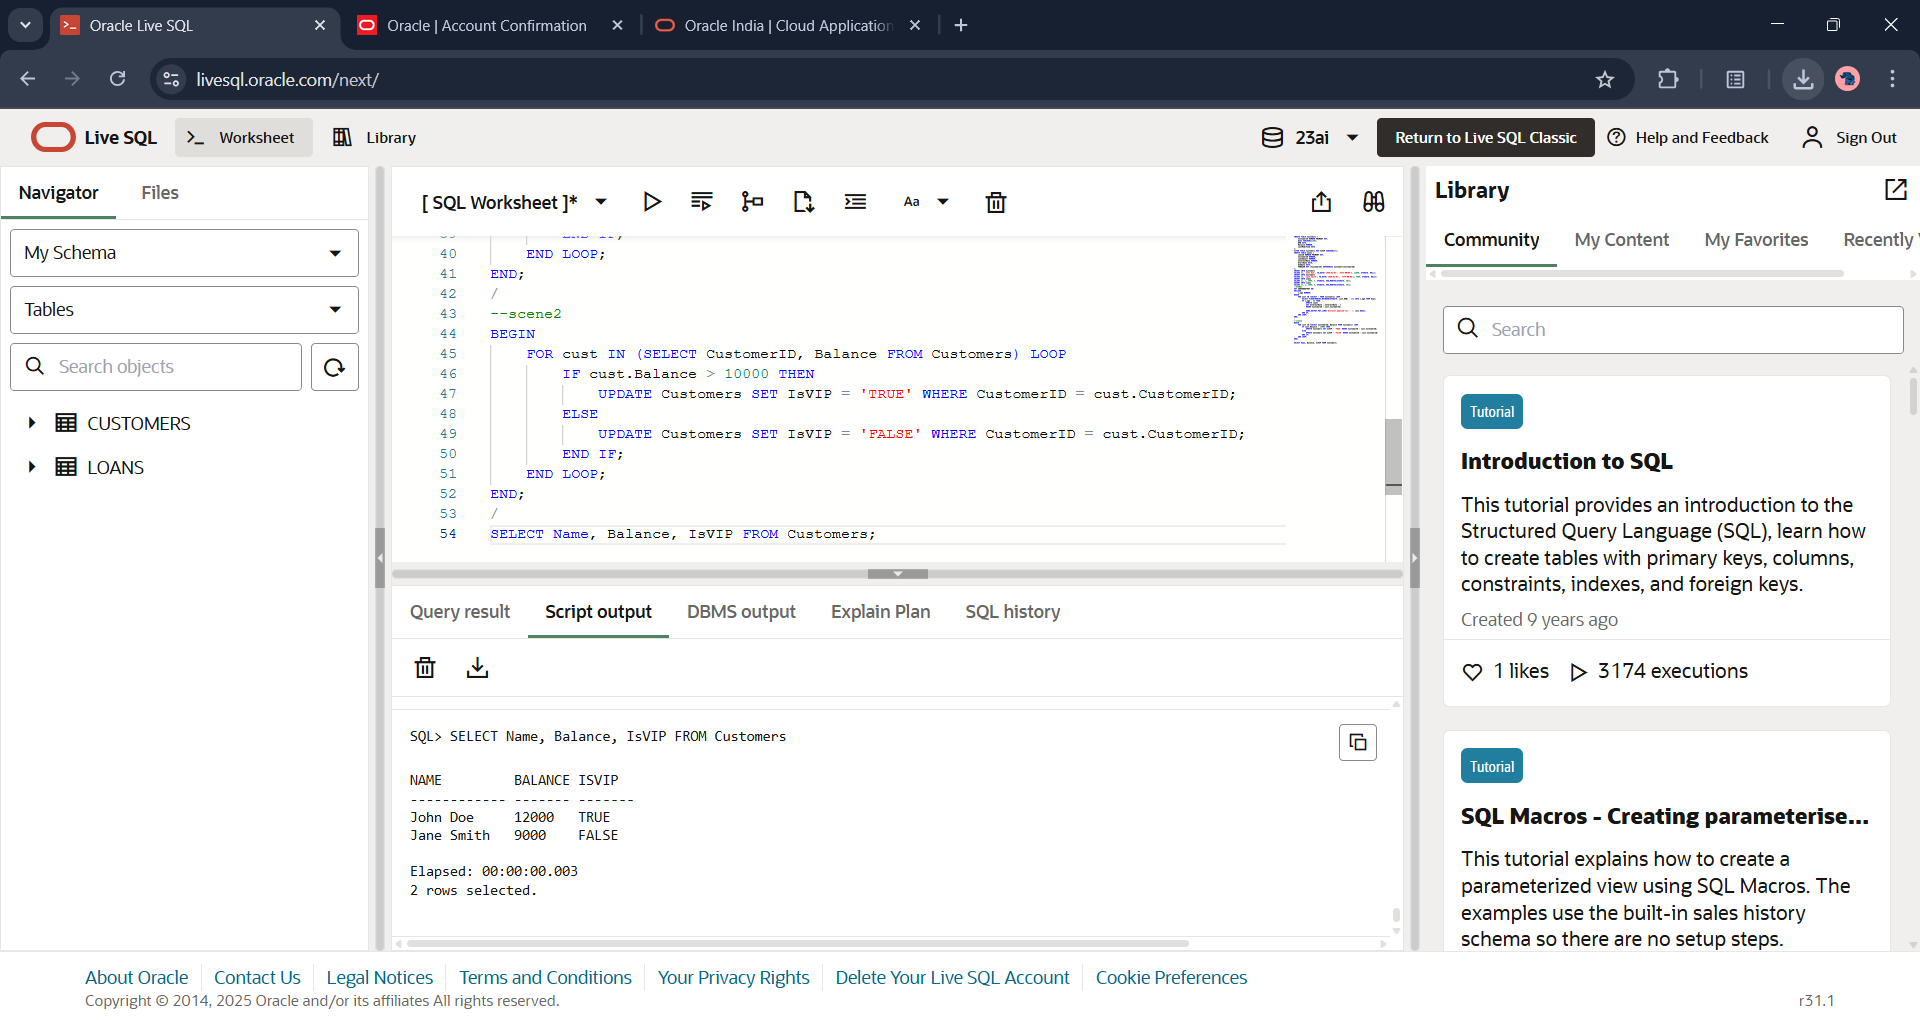 Oracle Live SQL
Oracle | Account Confirmation
Oracle India | Cloud Application
livesql.oracle.com/next/
Live SQL
Worksheet
Library
23ai
Return to Live SQL Classic
Help and Feedback
Sign Out
Navigator
Files
My Schema
Tables
Search objects
CUSTOMERS
LOANS
[ SQL Worksheet ]*
Aa
40 END LOOP;
41 END;
42 /
43 --scene2
44 BEGIN
45 FOR cust IN (SELECT CustomerID, Balance FROM Customers) LOOP
46 IF cust.Balance > 10000 THEN
47 UPDATE Customers SET IsVIP = 'TRUE' WHERE CustomerID = cust.CustomerID;
48 ELSE
49 UPDATE Customers SET IsVIP = 'FALSE' WHERE CustomerID = cust.CustomerID;
50 END IF;
51 END LOOP;
52 END;
53 /
54 SELECT Name, Balance, IsVIP FROM Customers;
Query result
Script output
DBMS output
Explain Plan
SQL history
SQL> SELECT Name, Balance, IsVIP FROM Customers
NAME BALANCE ISVIP
------------ ------- -------
John Doe 12000 TRUE
Jane Smith 9000 FALSE
Elapsed: 00:00:00.003
2 rows selected.
Library
Community
My Content
My Favorites
Recently
Search
Tutorial
Introduction to SQL
This tutorial provides an introduction to the
Structured Query Language (SQL), learn how
to create tables with primary keys, columns,
constraints, indexes, and foreign keys.
Created 9 years ago
1 likes
3174 executions
Tutorial
SQL Macros - Creating parameterise...
This tutorial explains how to create a
parameterized view using SQL Macros. The
examples use the built-in sales history
schema so there are no setup steps.
About Oracle
Contact Us
Legal Notices
Terms and Conditions
Your Privacy Rights
Delete Your Live SQL Account
Cookie Preferences
Copyright © 2014, 2025 Oracle and/or its affiliates All rights reserved.
r31.1